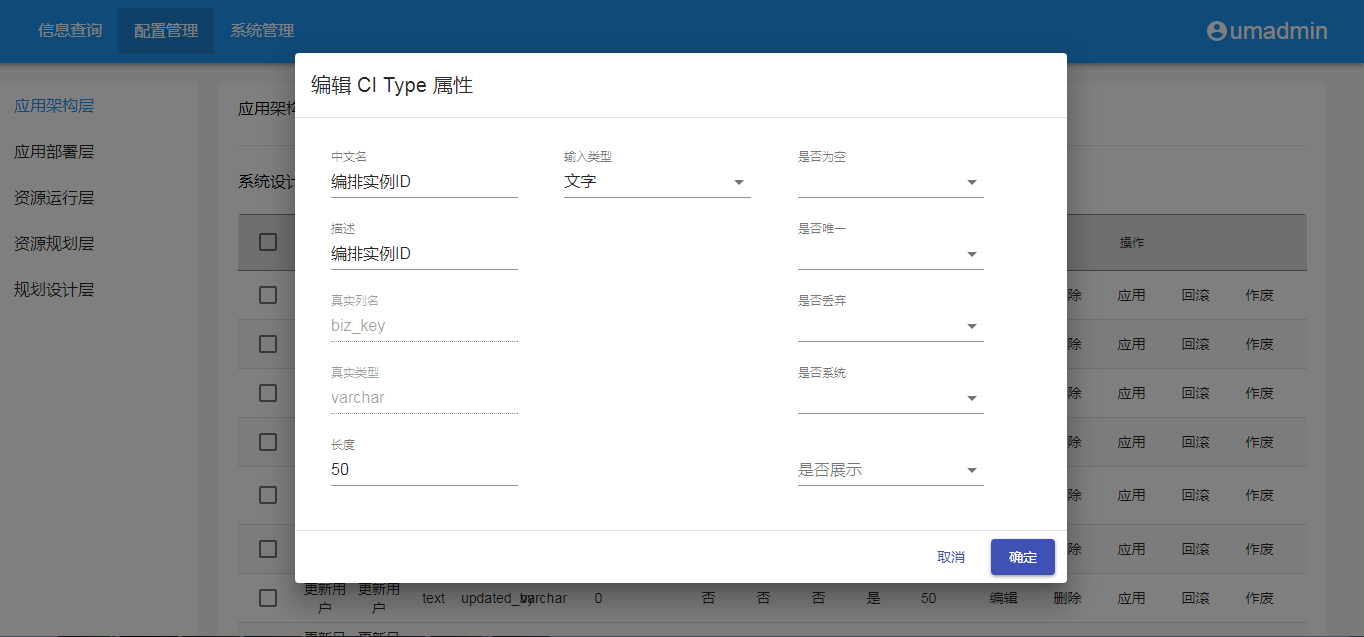 信息查询 配置管理 系统管理 umadmin
应用架构层
应用部署层
资源运行层
资源规划层
规划设计层
应用架构
系统设计
编辑 CI Type 属性
中文名 输入类型 是否为空
编排实例ID 文字
描述 是否唯一
编排实例ID
真实列名 是否丢弃
biz_key
真实类型 是否系统
varchar
长度
50 是否展示
取消 确定
操作
除 应用 回滚 作废
除 应用 回滚 作废
除 应用 回滚 作废
除 应用 回滚 作废
除 应用 回滚 作废
除 应用 回滚 作废
更新用户 更新用户 text updated_by varchar 0 否 否 否 是 50 编辑 删除 应用 回滚 作废
更新日 更新用